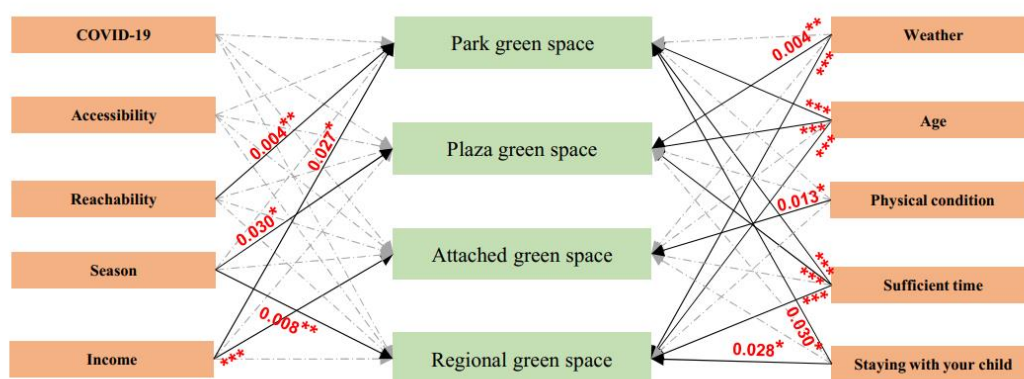 COVID-19
Accessibility
Reachability
Season
Income
Park green space
Plaza green space
Attached green space
Regional green space
Weather
Age
Physical condition
Sufficient time
Staying with your child
0.004**
0.027*
0.030*
0.008**
***
0.004**
***
***
***
***
0.013*
***
***
***
0.030*
0.028*